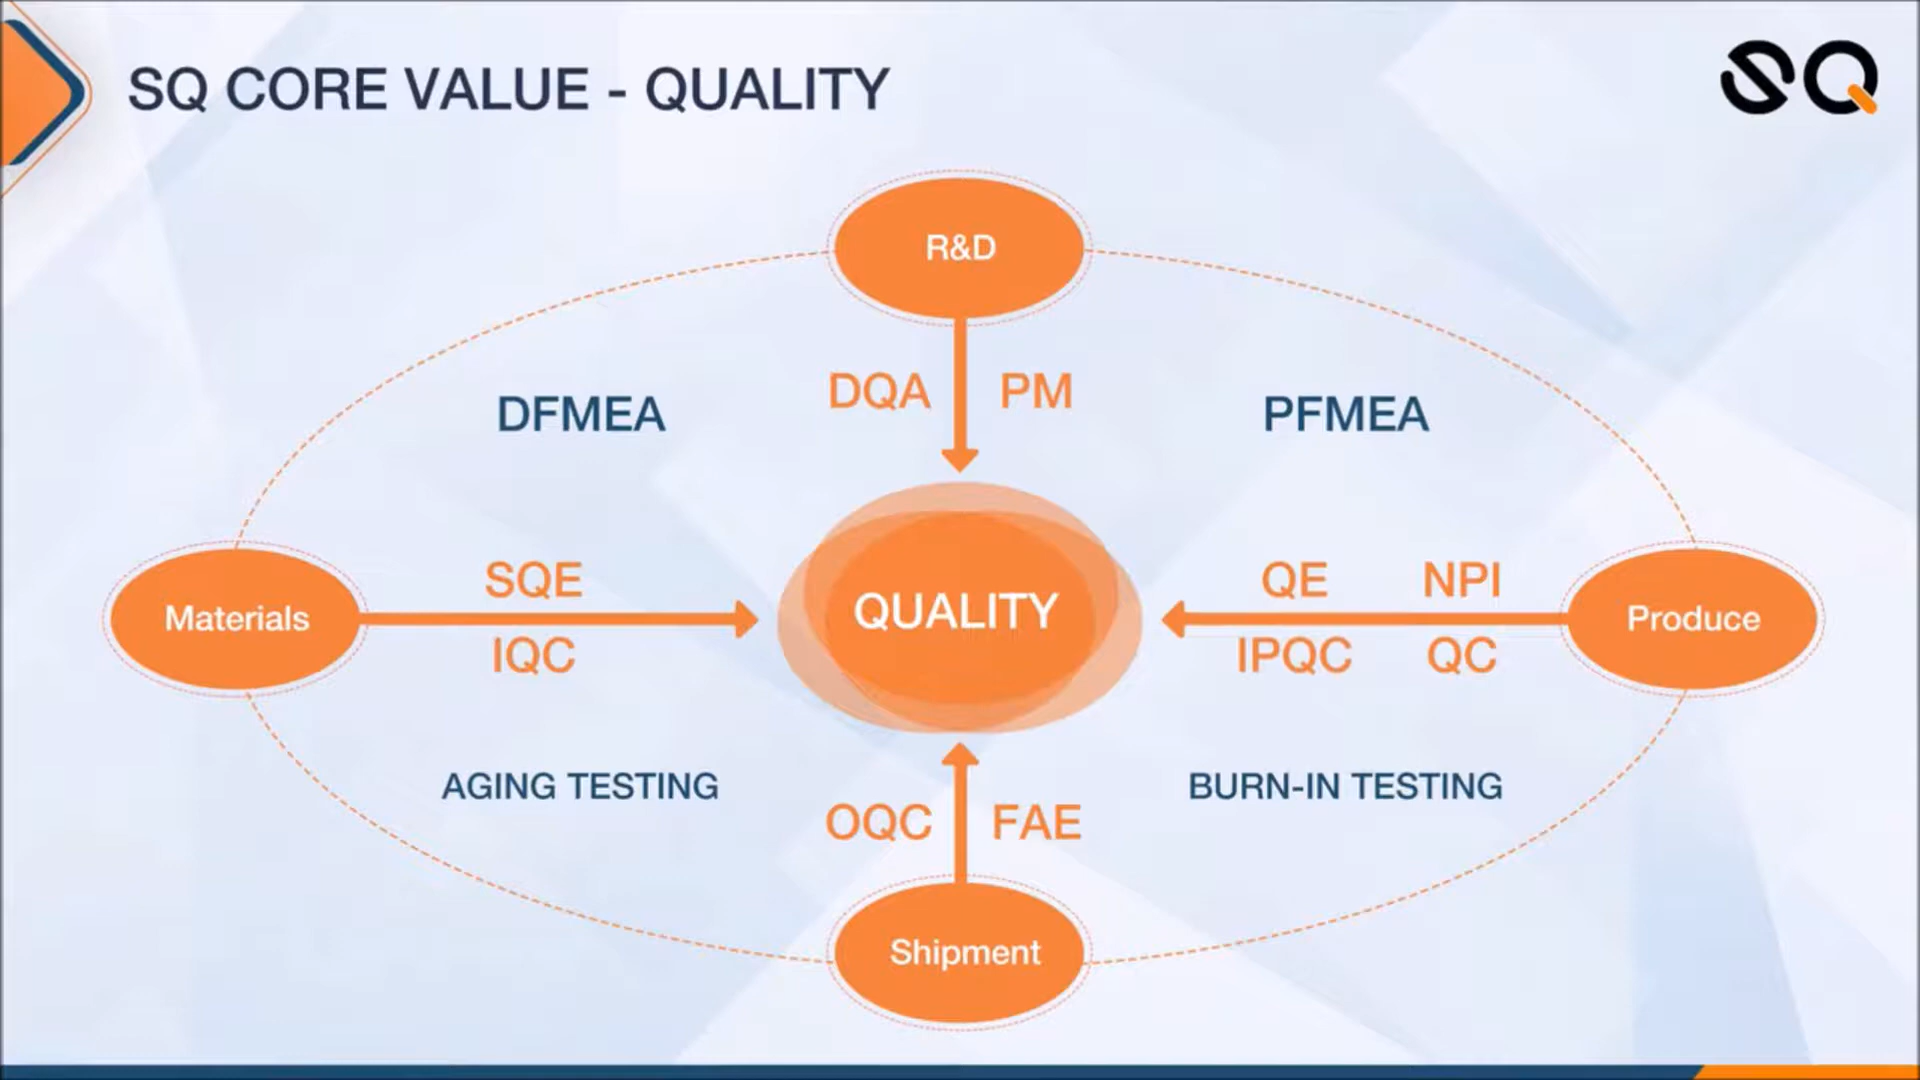 SQ CORE VALUE - QUALITY
SQ
R&D
DQA PM
DFMEA
PFMEA
SQE
QE NPI
Materials
QUALITY
Produce
IQC
IPQC QC
AGING TESTING
BURN-IN TESTING
OQC FAE
Shipment